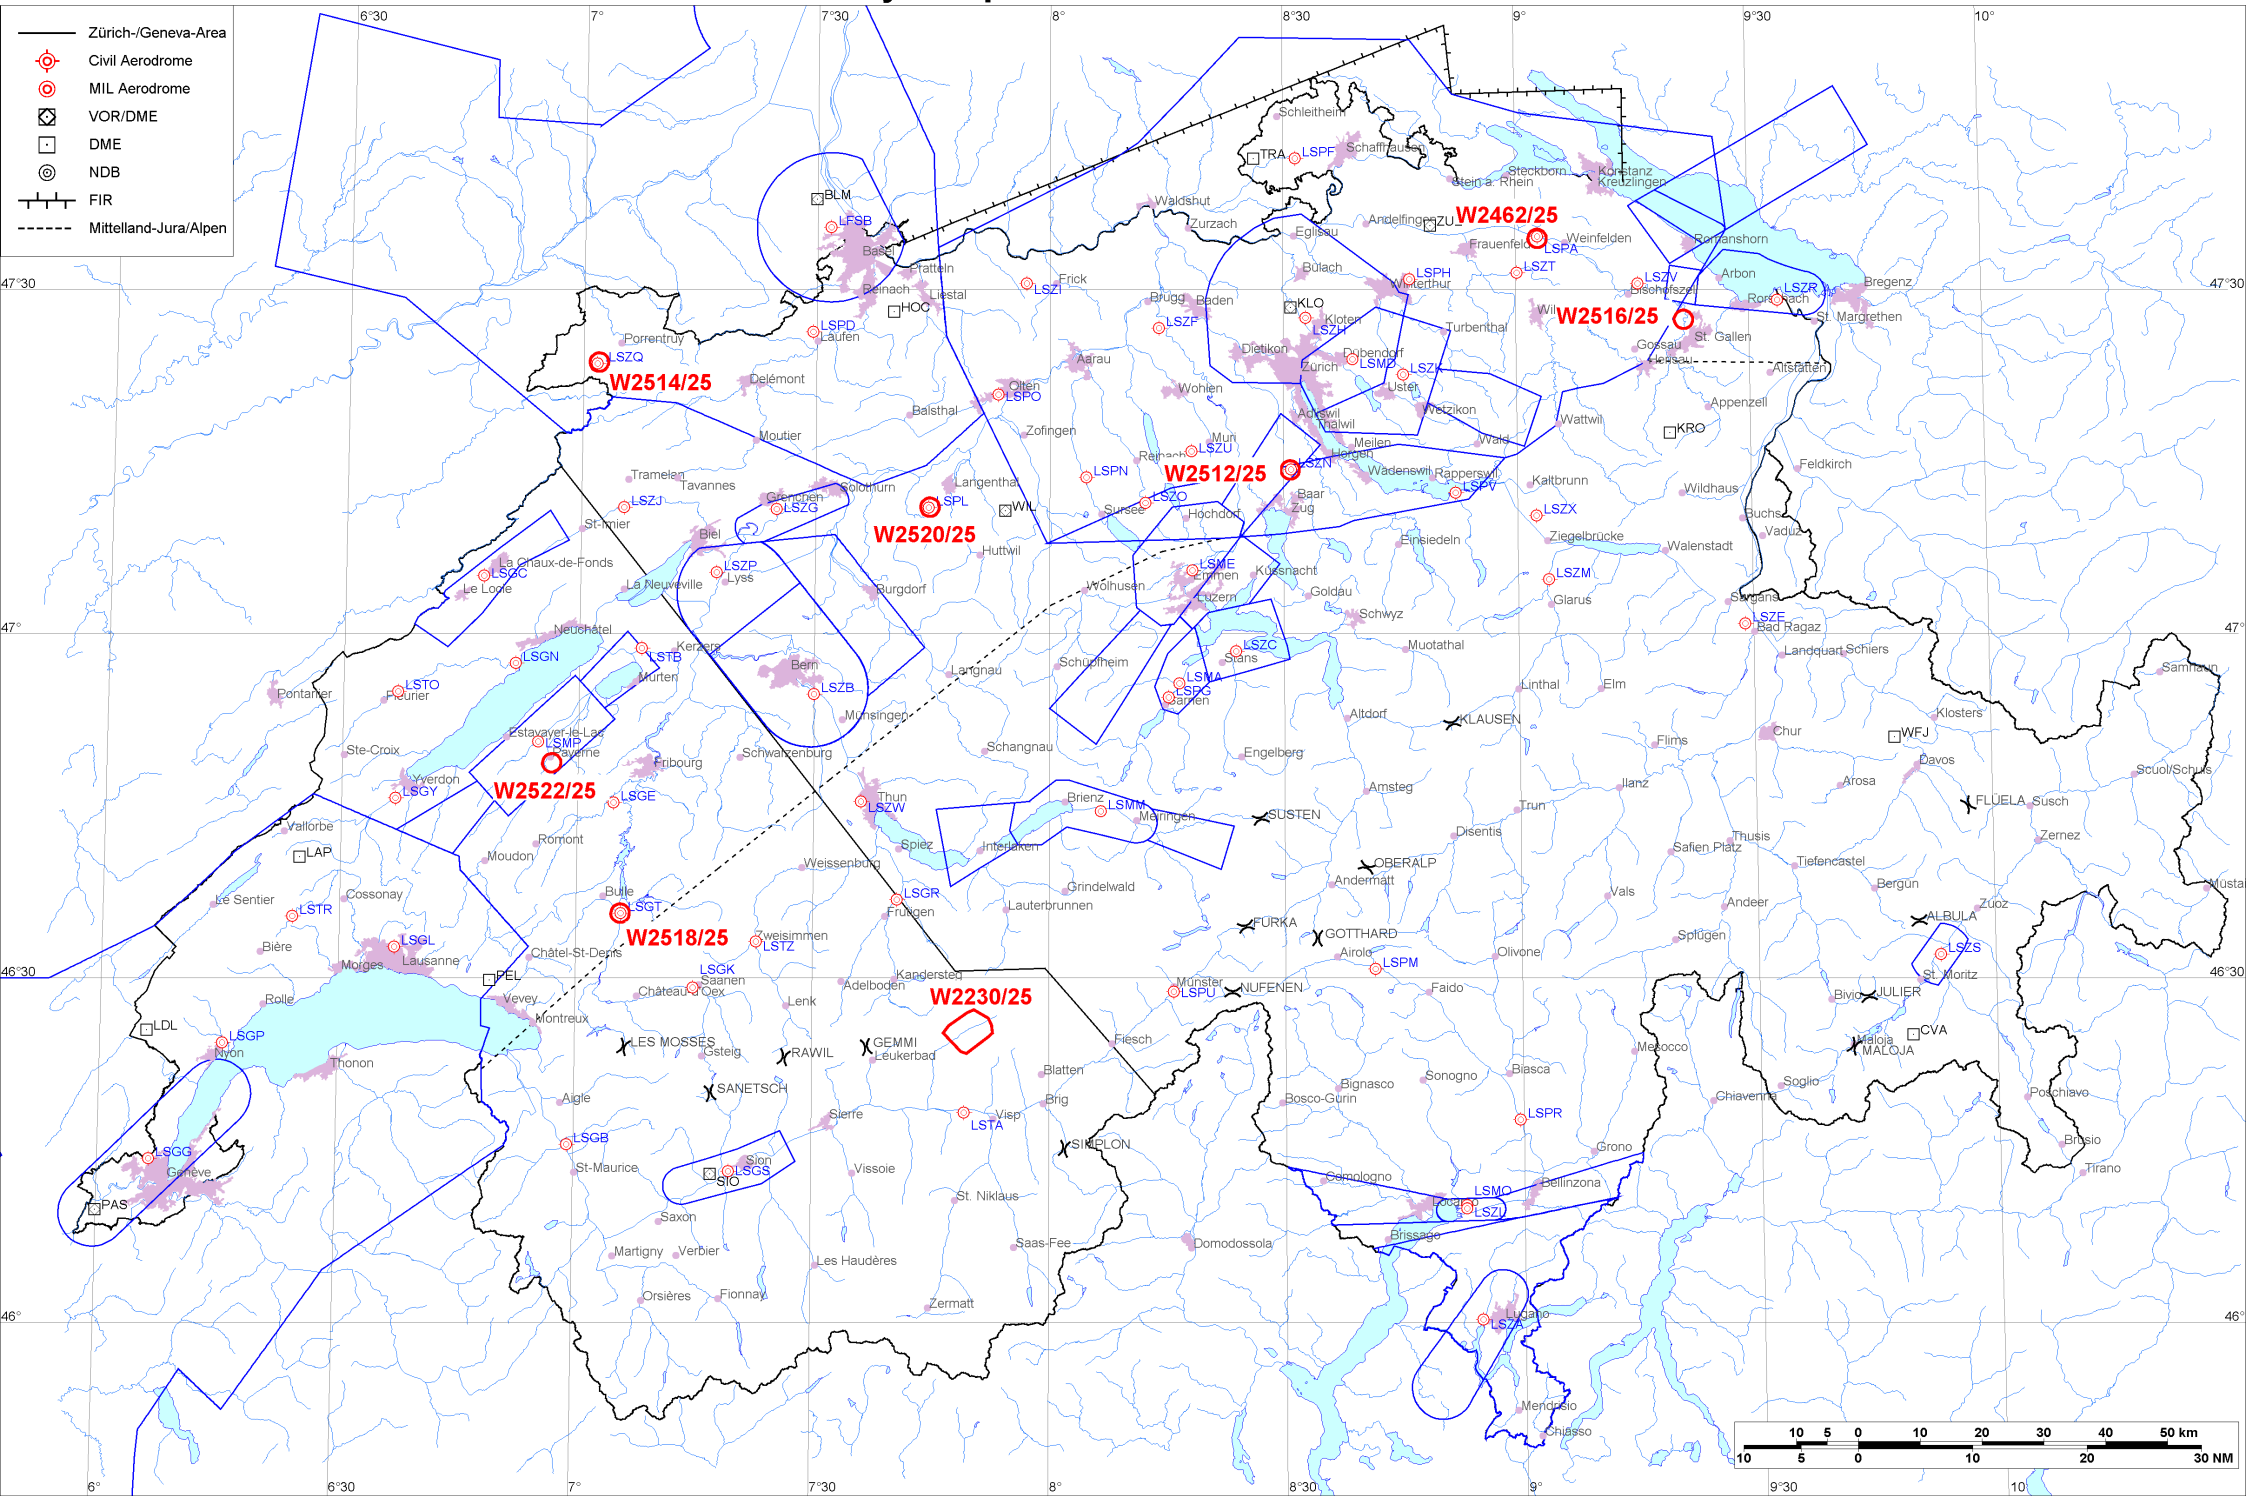 6°30
7°
7°30
8°
8°30
9°
9°30
10°
Zürich-/Geneva-Area
Civil Aerodrome
MIL Aerodrome
VOR/DME
DME
NDB
FIR
Mittelland-Jura/Alpen
Schleitheim
TRA
LSPF
Schaffhausen
Steckborn
Konstanz
Kreuzlingen
Stein a. Rhein
BLM
LFSB
Basel
Waldshut
Zurzach
Eglisau
Andelfingen
ZU
W2462/25
LSPA
Weinfelden
Frauenfeld
Romanshorn
Pratteln
Reinach
Liestal
HOC
Frick
LSZI
Bülach
LSPH
Winterthur
LSZT
LSZV
Bischofszell
Arbon
LSZR
Rorschach
Bregenz
47°30
47°30
Brugg
Baden
KLO
Kloten
LSZH
LSZF
Wil
W2516/25
St. Gallen
St. Margrethen
Turbenthal
Gossau
Herisau
Altstätten
LSPD
Laufen
Porrentruy
LSZQ
W2514/25
Delémont
Aarau
Dietikon
Zürich
Dübendorf
LSMD
LSZK
Uster
Wetzikon
Olten
LSPO
Wohlen
Balsthal
Zofingen
Adliswil
Thalwil
Appenzell
Wattwil
KRO
Moutier
Muri
LSZU
Meilen
Horgen
Wald
Reinach
W2512/25
LSZN
Wädenswil
Rapperswil
LSPV
Kaltbrunn
Feldkirch
Wildhaus
Tramelan
Tavannes
LSPN
LSZJ
Grenchen
Solothurn
LSZG
Langenthal
LSPL
WIL
W2520/25
LSZO
Sursee
Hochdorf
Baar
Zug
LSZX
Buchs
Vaduz
St-Imier
Biel
Huttwil
Einsiedeln
Ziegelbrücke
Walenstadt
La Chaux-de-Fonds
LSGC
Le Locle
La Neuveville
LSZP
Lyss
Burgdorf
Wolhusen
LSME
Emmen
Luzern
Küssnacht
Goldau
Schwyz
LSZM
Glarus
Sargans
LSZE
Bad Ragaz
47°
47°
Neuchâtel
LSGN
LSTB
Kerzers
Murten
Bern
LSZB
Langnau
Schüpfheim
LSZC
Stans
LSMA
LSPG
Sarnen
Muotathal
Landquart
Schiers
Samnaun
Pontarlier
LSTO
Fleurier
Münsingen
Linthal
Elm
Altdorf
KLAUSEN
Klosters
WFJ
Davos
Ste-Croix
Estavayer-le-Las
LSMP
Payerne
W2522/25
Fribourg
Schwarzenburg
Schangnau
Engelberg
Flims
Chur
Arosa
Scuol/Schuls
Yverdon
LSGY
LSGE
Thun
LSZW
Brienz
LSMM
Meiringen
SUSTEN
Amsteg
Trun
Ilanz
FLÜELA
Susch
Vallorbe
LAP
Romont
Moudon
Weissenburg
Spiez
Interlaken
Disentis
Safien Platz
Thusis
Tiefencastel
Zernez
OBERALP
Andermatt
Le Sentier
Cossonay
LSTR
Bulle
LSGT
W2518/25
LSGR
Frutigen
Grindelwald
Lauterbrunnen
FURKA
GOTTHARD
Vals
Andeer
Bergün
ALBULA
Zuoz
Müstair
Bière
LSGL
Lausanne
Morges
Châtel-St-Denis
Zweisimmen
LSTZ
Airolo
LSPM
Olivone
Splügen
LSZS
St. Moritz
46°30
46°30
PEL
LSGK
Saanen
Château-d'Oex
Adelboden
Kandersteg
W2230/25
Münster
LSPU
NUFENEN
Faido
Bivio
JULIER
Rolle
Vevey
Montreux
Lenk
LDL
LSGP
Nyon
Thonon
LES MOSSES
Gsteig
RAWIL
GEMMI
Leukerbad
Fiesch
Mesocco
CVA
Maloja
MALOJA
SANETSCH
Blatten
Brig
Bignasco
Sonogno
Biasca
Soglio
Poschiavo
Aigle
Bosco-Gurin
Chiavenna
Sierre
LSTA
Visp
LSPR
LSGB
SIMPLON
Grono
Brusio
LSGG
Genève
St-Maurice
Sion
LSGS
SIO
Vissoie
Comologno
Tirano
PAS
St. Niklaus
LSMO
Bellinzona
Locarno
LSZL
Saxon
Brissago
Martigny
Verbier
Les Haudères
Saas-Fee
Domodossola
Orsières
Fionnay
Zermatt
46°
46°
Lugano
LSZA
Mendrisio
Chiasso
10 5 0 10 20 30 40 50 km
10 5 0 10 20 30 NM
6°
6°30
7°
7°30
8°
8°30
9°
9°30
10°